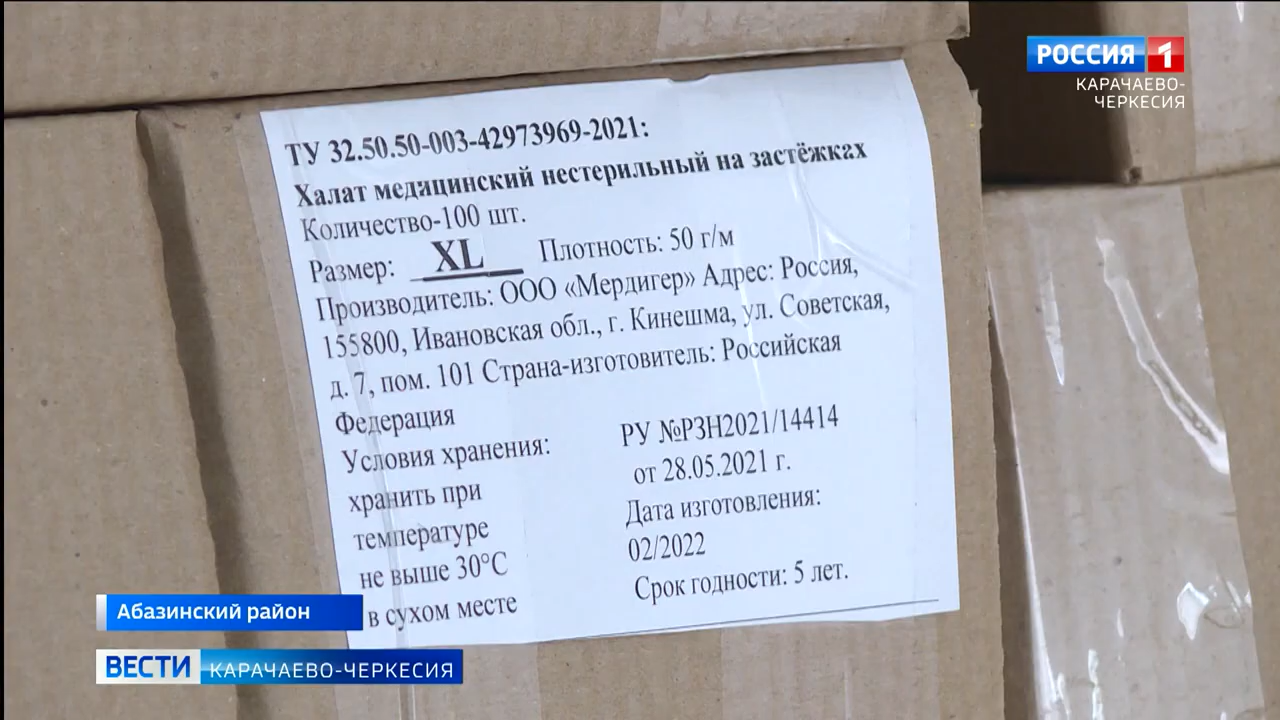 РОССИЯ 1
КАРАЧАЕВО-
ЧЕРКЕСИЯ
ТУ 32.50.50-003-42973969-2021:
Халат медицинский нестерильный на застёжках
Количество-100 шт.
Размер: XL Плотность: 50 г/м
Производитель: ООО «Мердигер» Адрес: Россия,
155800, Ивановская обл., г. Кинешма, ул. Советская,
д. 7, пом. 101 Страна-изготовитель: Российская
Федерация
Условия хранения:
хранить при
температуре
не выше 30°С
в сухом месте
РУ №РЗН2021/14414
от 28.05.2021 г.
Дата изготовления:
02/2022
Срок годности: 5 лет.
Абазинский район
ВЕСТИ КАРАЧАЕВО-ЧЕРКЕСИЯ